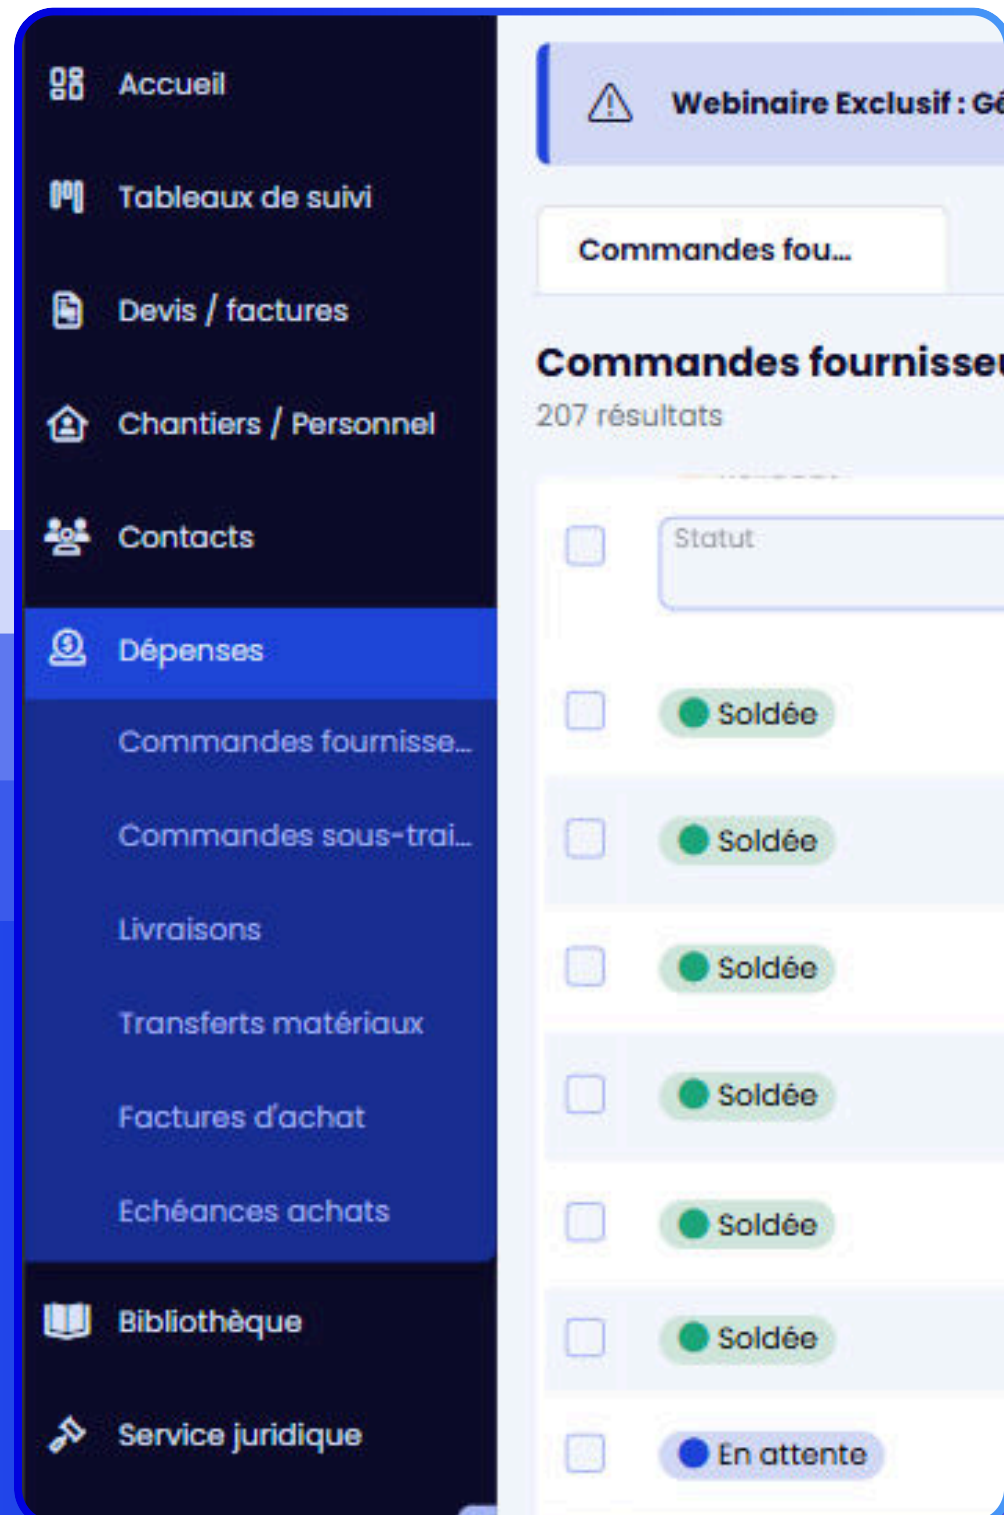 Accueil
Tableaux de suivi
Devis / factures
Chantiers / Personnel
Contacts
Dépenses
Commandes fournisse...
Commandes sous-trai...
Livraisons
Transferts matériaux
Factures d'achat
Echéances achats
Bibliothèque
Service juridique
Webinaire Exclusif : Gé
Commandes fou...
Commandes fournisseu
207 résultats
Statut
Soldée
Soldée
Soldée
Soldée
Soldée
Soldée
En attente